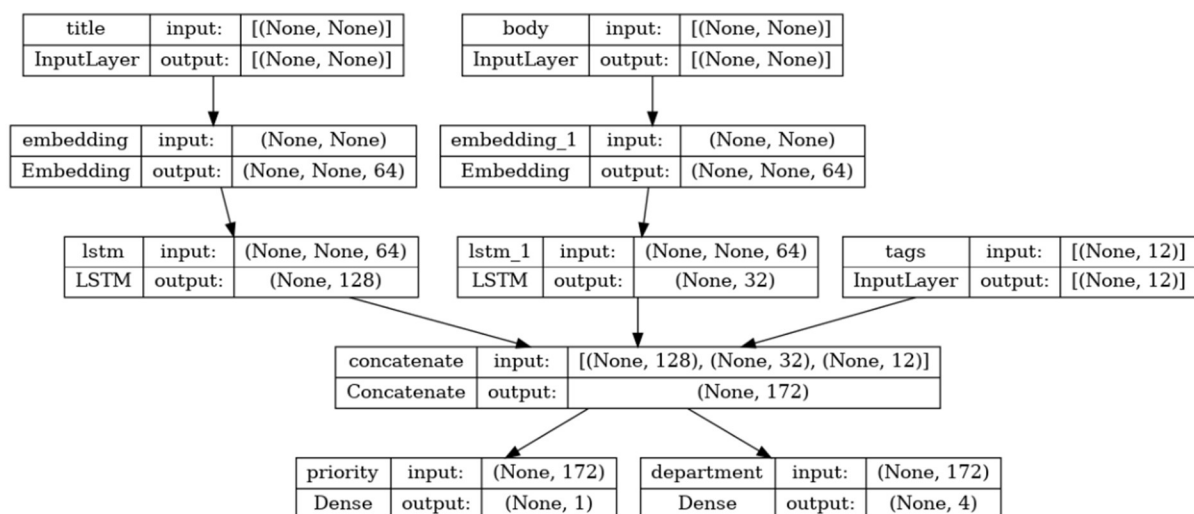 title input: [(None, None)]
InputLayer output: [(None, None)]
body input: [(None, None)]
InputLayer output: [(None, None)]
embedding input: (None, None)
Embedding output: (None, None, 64)
embedding_1 input: (None, None)
Embedding output: (None, None, 64)
lstm input: (None, None, 64)
LSTM output: (None, 128)
lstm_1 input: (None, None, 64)
LSTM output: (None, 32)
tags input: [(None, 12)]
InputLayer output: [(None, 12)]
concatenate input: [(None, 128), (None, 32), (None, 12)]
Concatenate output: (None, 172)
priority input: (None, 172)
Dense output: (None, 1)
department input: (None, 172)
Dense output: (None, 4)